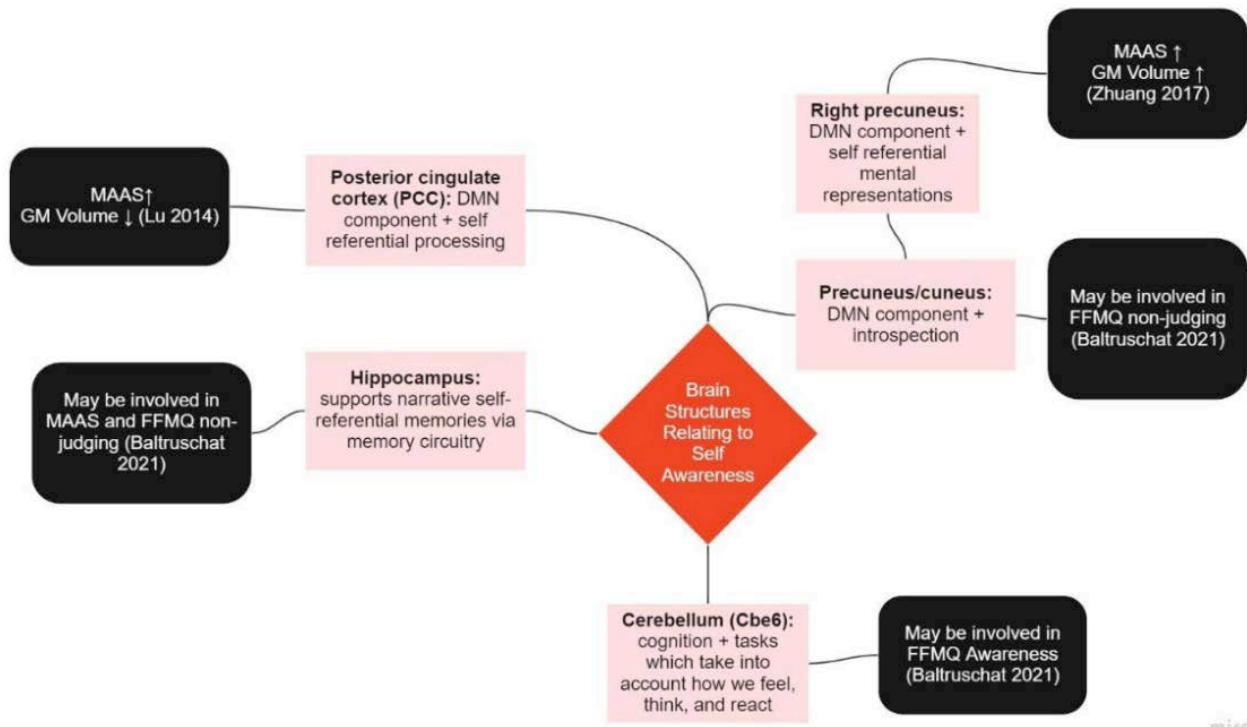 MAAS ↑
GM Volume ↑
(Zhuang 2017)
Right precuneus:
DMN component +
self referential
mental
representations
MAAS↑
GM Volume ↓ (Lu 2014)
Posterior cingulate
cortex (PCC): DMN
component + self
referential processing
Precuneus/cuneus:
DMN component +
introspection
May be involved in
FFMQ non-judging
(Baltruschat 2021)
May be involved in
MAAS and FFMQ non-
judging (Baltruschat
2021)
Hippocampus:
supports narrative self-
referential memories via
memory circuitry
Brain
Structures
Relating to
Self
Awareness
Cerebellum (Cbe6):
cognition + tasks
which take into
account how we feel,
think, and react
May be involved in
FFMQ Awareness
(Baltruschat 2021)